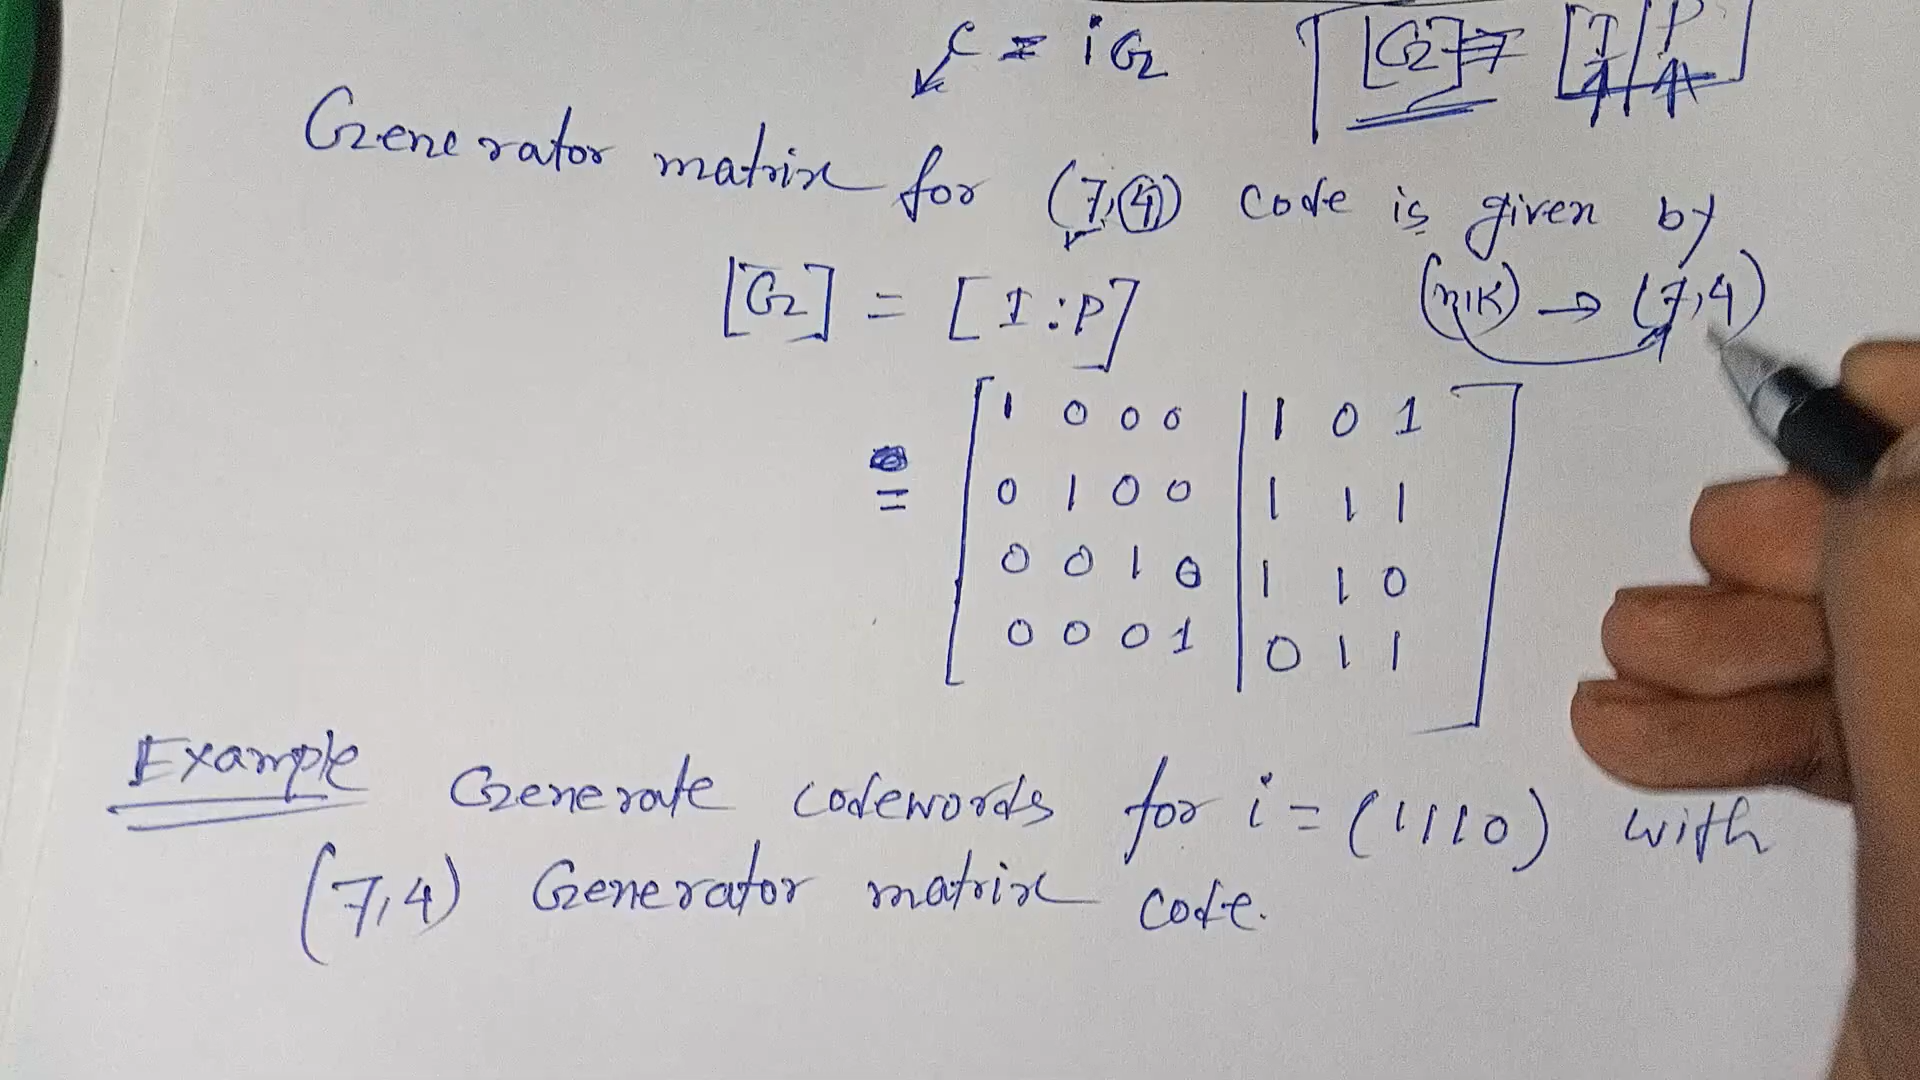 c = iG [G] = [I|P]
Generator matrix for (7,4) code is given by
[G] = [I:P] (n,k) → (7,4)
= [1 0 0 0 | 1 0 1
0 1 0 0 | 1 1 1
0 0 1 0 | 1 1 0
0 0 0 1 | 0 1 1]
Example Generate codewords for i = (1110) with
(7,4) Generator matrix code.